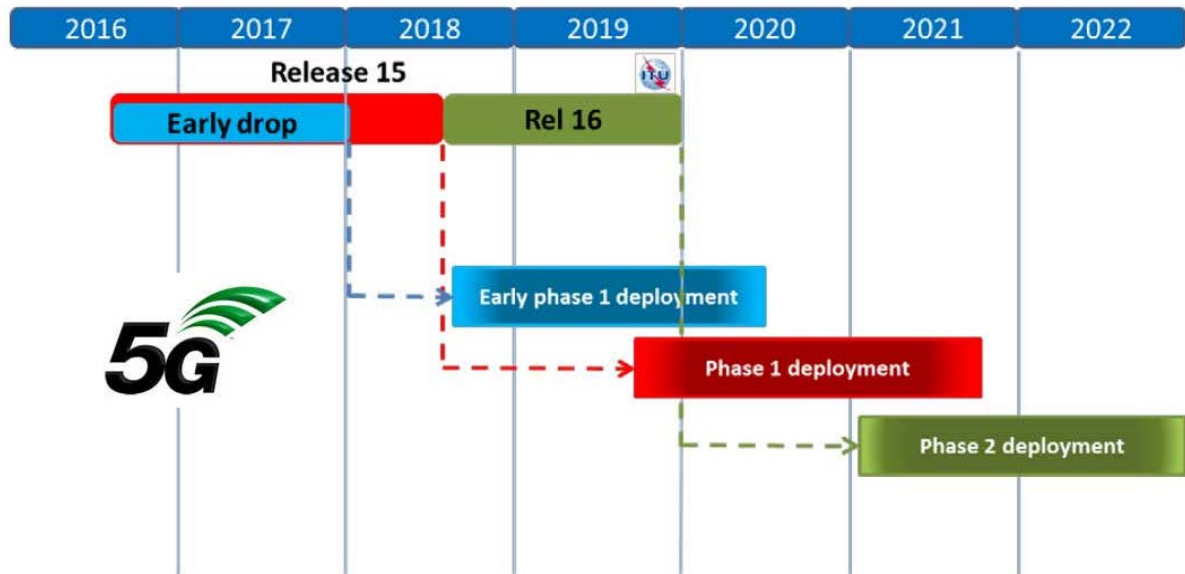 2016 2017 2018 2019 2020 2021 2022
Release 15
ITU
Early drop Rel 16
Early phase 1 deployment
5G
Phase 1 deployment
Phase 2 deployment